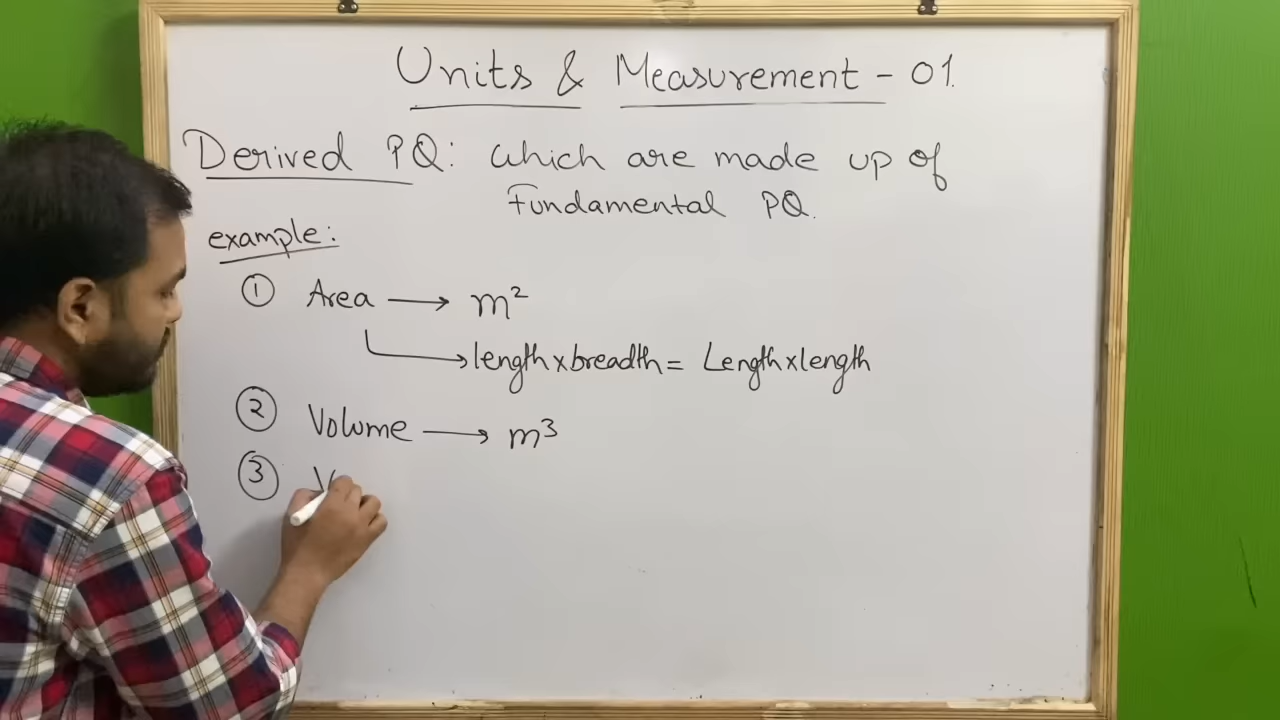 Units & Measurement - 01.
Derived PQ: which are made up of
Fundamental PQ.
example:
① Area → m²
→ length x breadth = Length x length
② Volume → m³
③ V